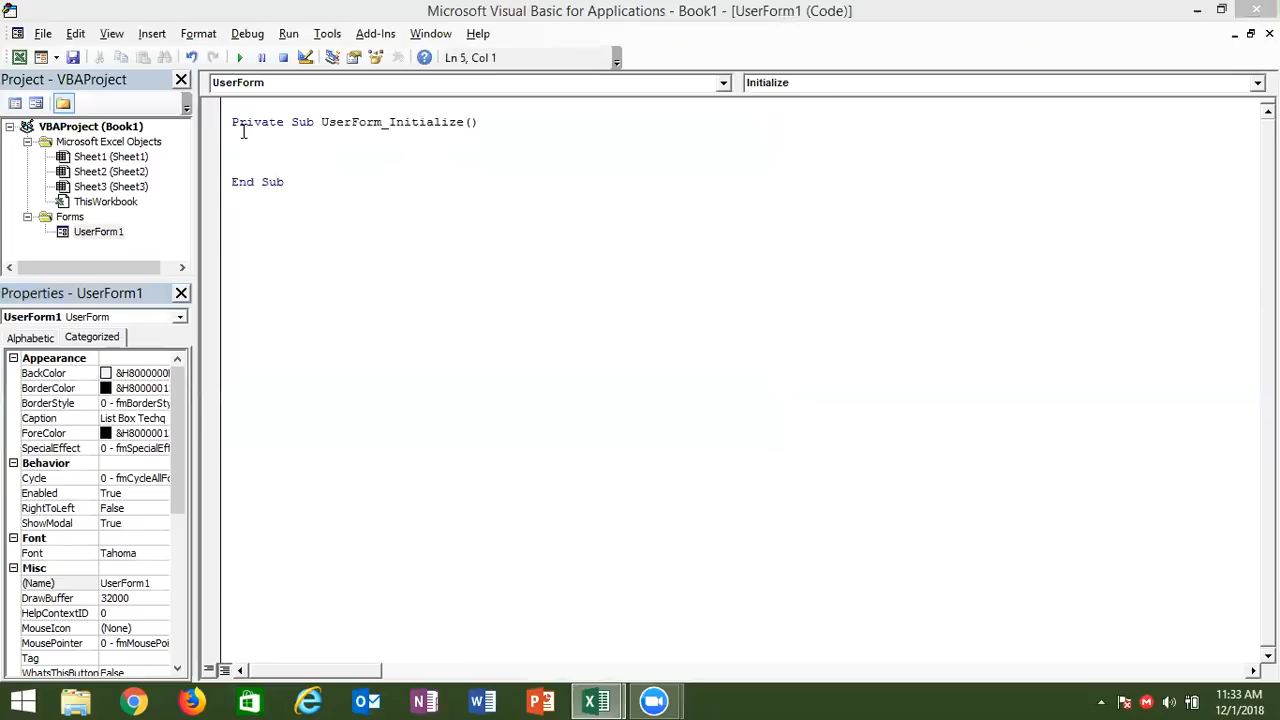 Microsoft Visual Basic for Applications - Book1 - [UserForm1 (Code)]
File Edit View Insert Format Debug Run Tools Add-Ins Window Help
Ln 5, Col 1
Project - VBAProject
UserForm
Initialize
VBAProject (Book1)
Microsoft Excel Objects
Sheet1 (Sheet1)
Sheet2 (Sheet2)
Sheet3 (Sheet3)
ThisWorkbook
Forms
UserForm1
Private Sub UserForm_Initialize()
End Sub
Properties - UserForm1
UserForm1 UserForm
Alphabetic Categorized
Appearance
BackColor &H8000000
BorderColor &H8000001
BorderStyle 0 - fmBorderSty
Caption List Box Techq
ForeColor &H8000001
SpecialEffect 0 - fmSpecialEff
Behavior
Cycle 0 - fmCycleAllFo
Enabled True
RightToLeft False
ShowModal True
Font
Font Tahoma
Misc
(Name) UserForm1
DrawBuffer 32000
HelpContextID 0
MouseIcon (None)
MousePointer 0 - fmMousePoi
Tag
WhatsThisButton False
11:33 AM
12/1/2018